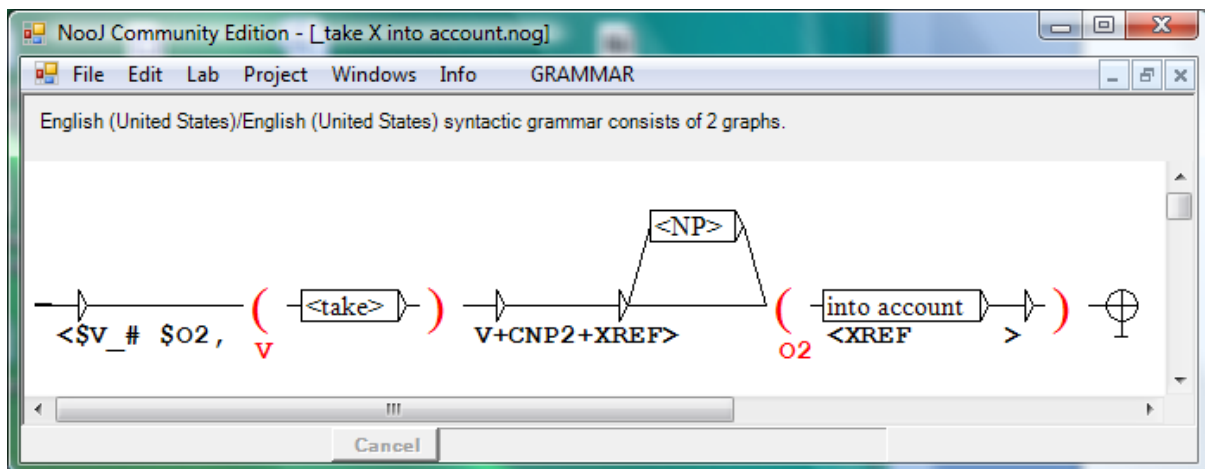 NooJ Community Edition - [_take X into account.nog]
File Edit Lab Project Windows Info GRAMMAR
English (United States)/English (United States) syntactic grammar consists of 2 graphs.
<NP>
( <take> ) ( into account )
<$V_# $O2, V V+CNP2+XREF> O2 <XREF >
Cancel